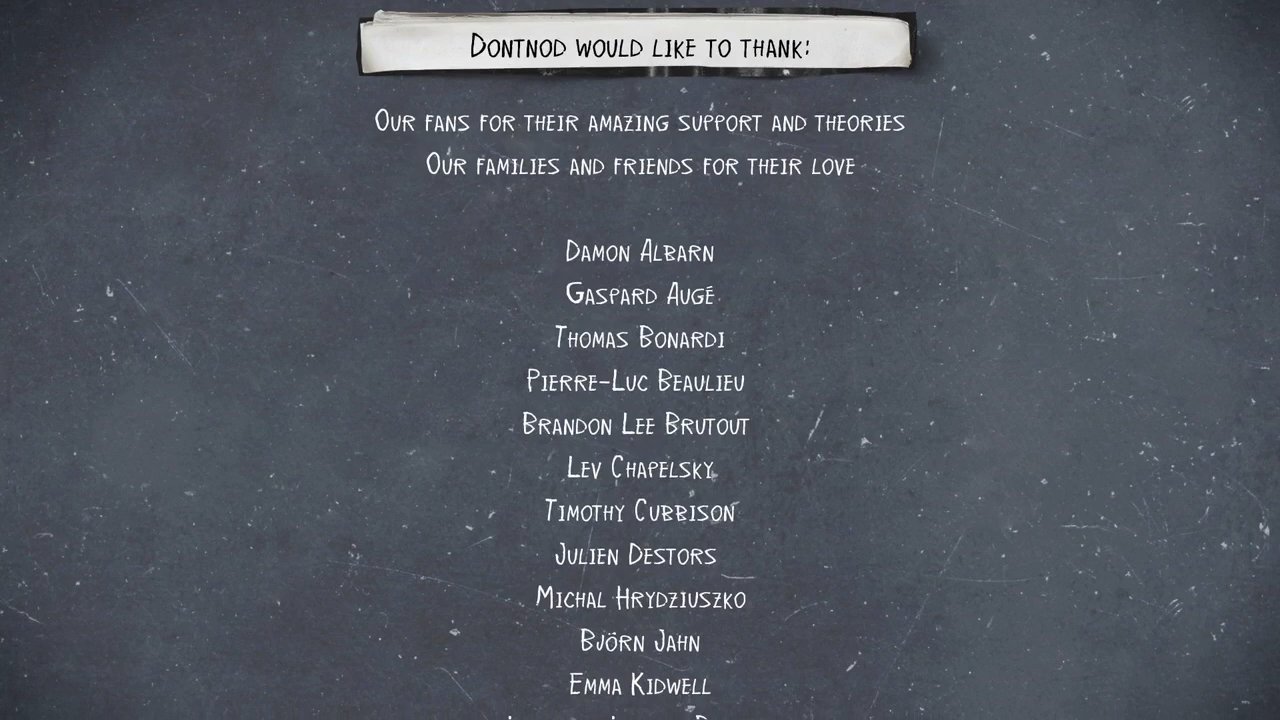 Dontnod would like to thank:
Our fans for their amazing support and theories
Our families and friends for their love
Damon Albarn
Gaspard Augé
Thomas Bonardi
Pierre-Luc Beaulieu
Brandon Lee Brutout
Lev Chapelsky
Timothy Cubbison
Julien Destors
Michal Hrydziuszko
Björn Jahn
Emma Kidwell